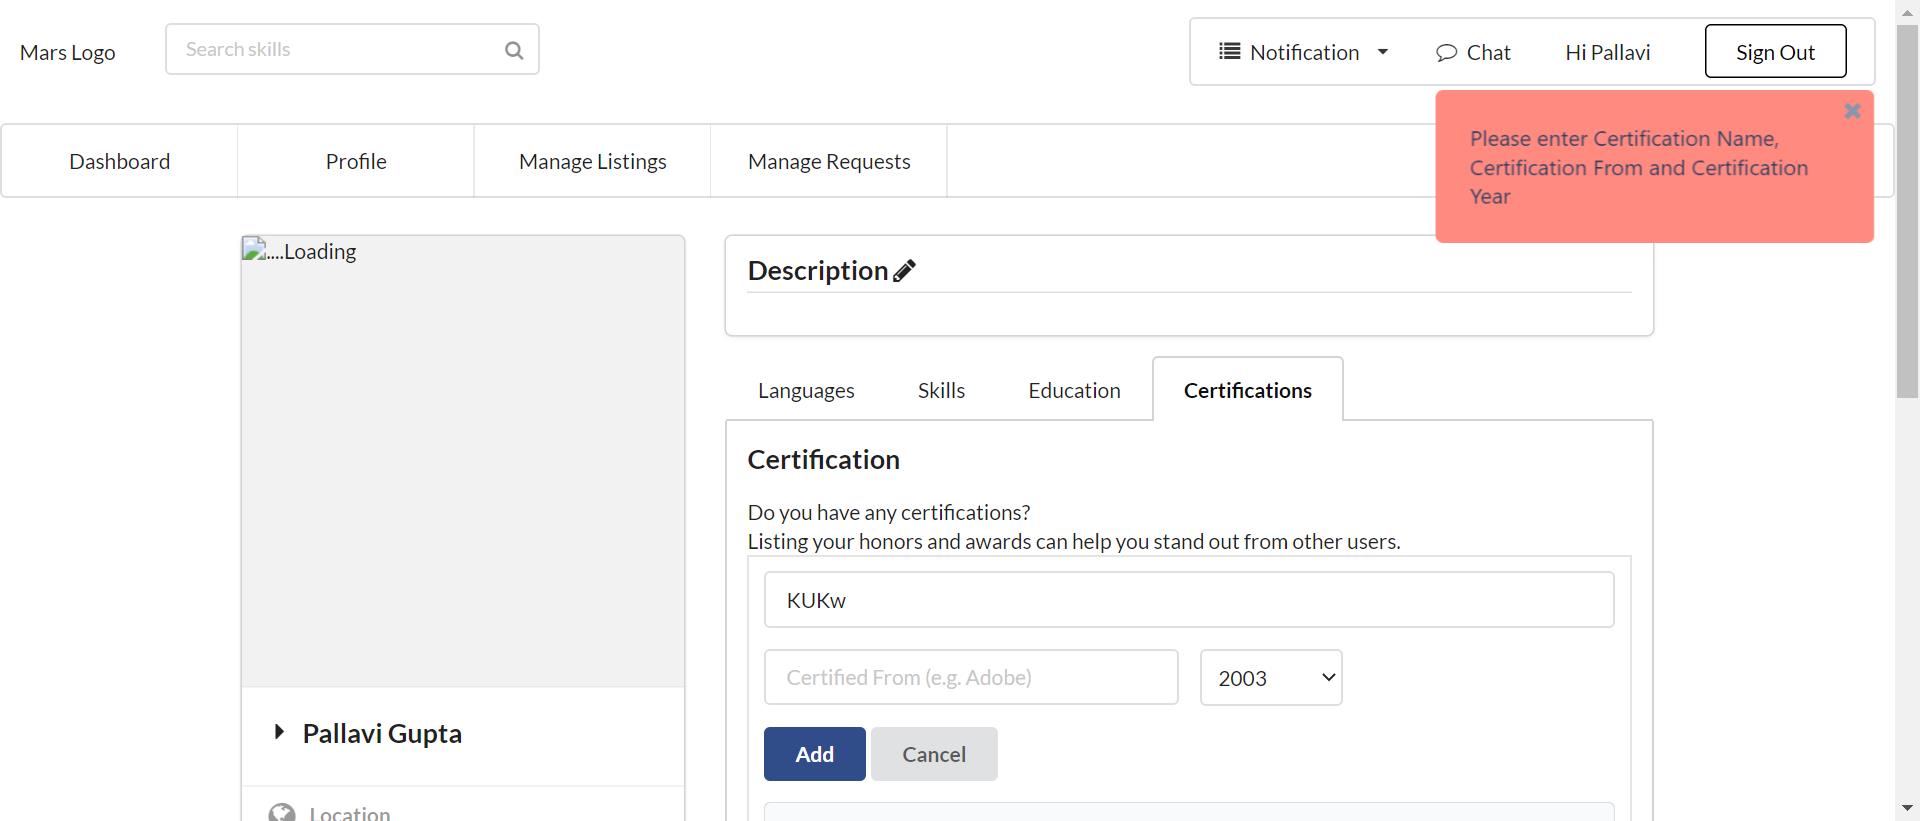 Mars Logo
Search skills
Notification
Chat
Hi Pallavi
Sign Out
Please enter Certification Name,
Certification From and Certification
Year
Dashboard
Profile
Manage Listings
Manage Requests
....Loading
Description
Languages
Skills
Education
Certifications
Certification
Do you have any certifications?
Listing your honors and awards can help you stand out from other users.
KUKw
Certified From (e.g. Adobe)
2003
Add
Cancel
Pallavi Gupta
Location